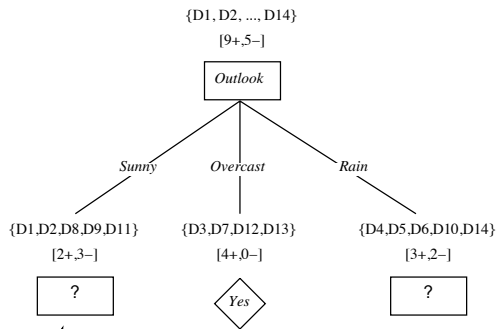 {D1, D2, ..., D14}
[9+,5−]
Outlook
Sunny Overcast Rain
{D1,D2,D8,D9,D11} {D3,D7,D12,D13} {D4,D5,D6,D10,D14}
[2+,3−] [4+,0−] [3+,2−]
? Yes ?